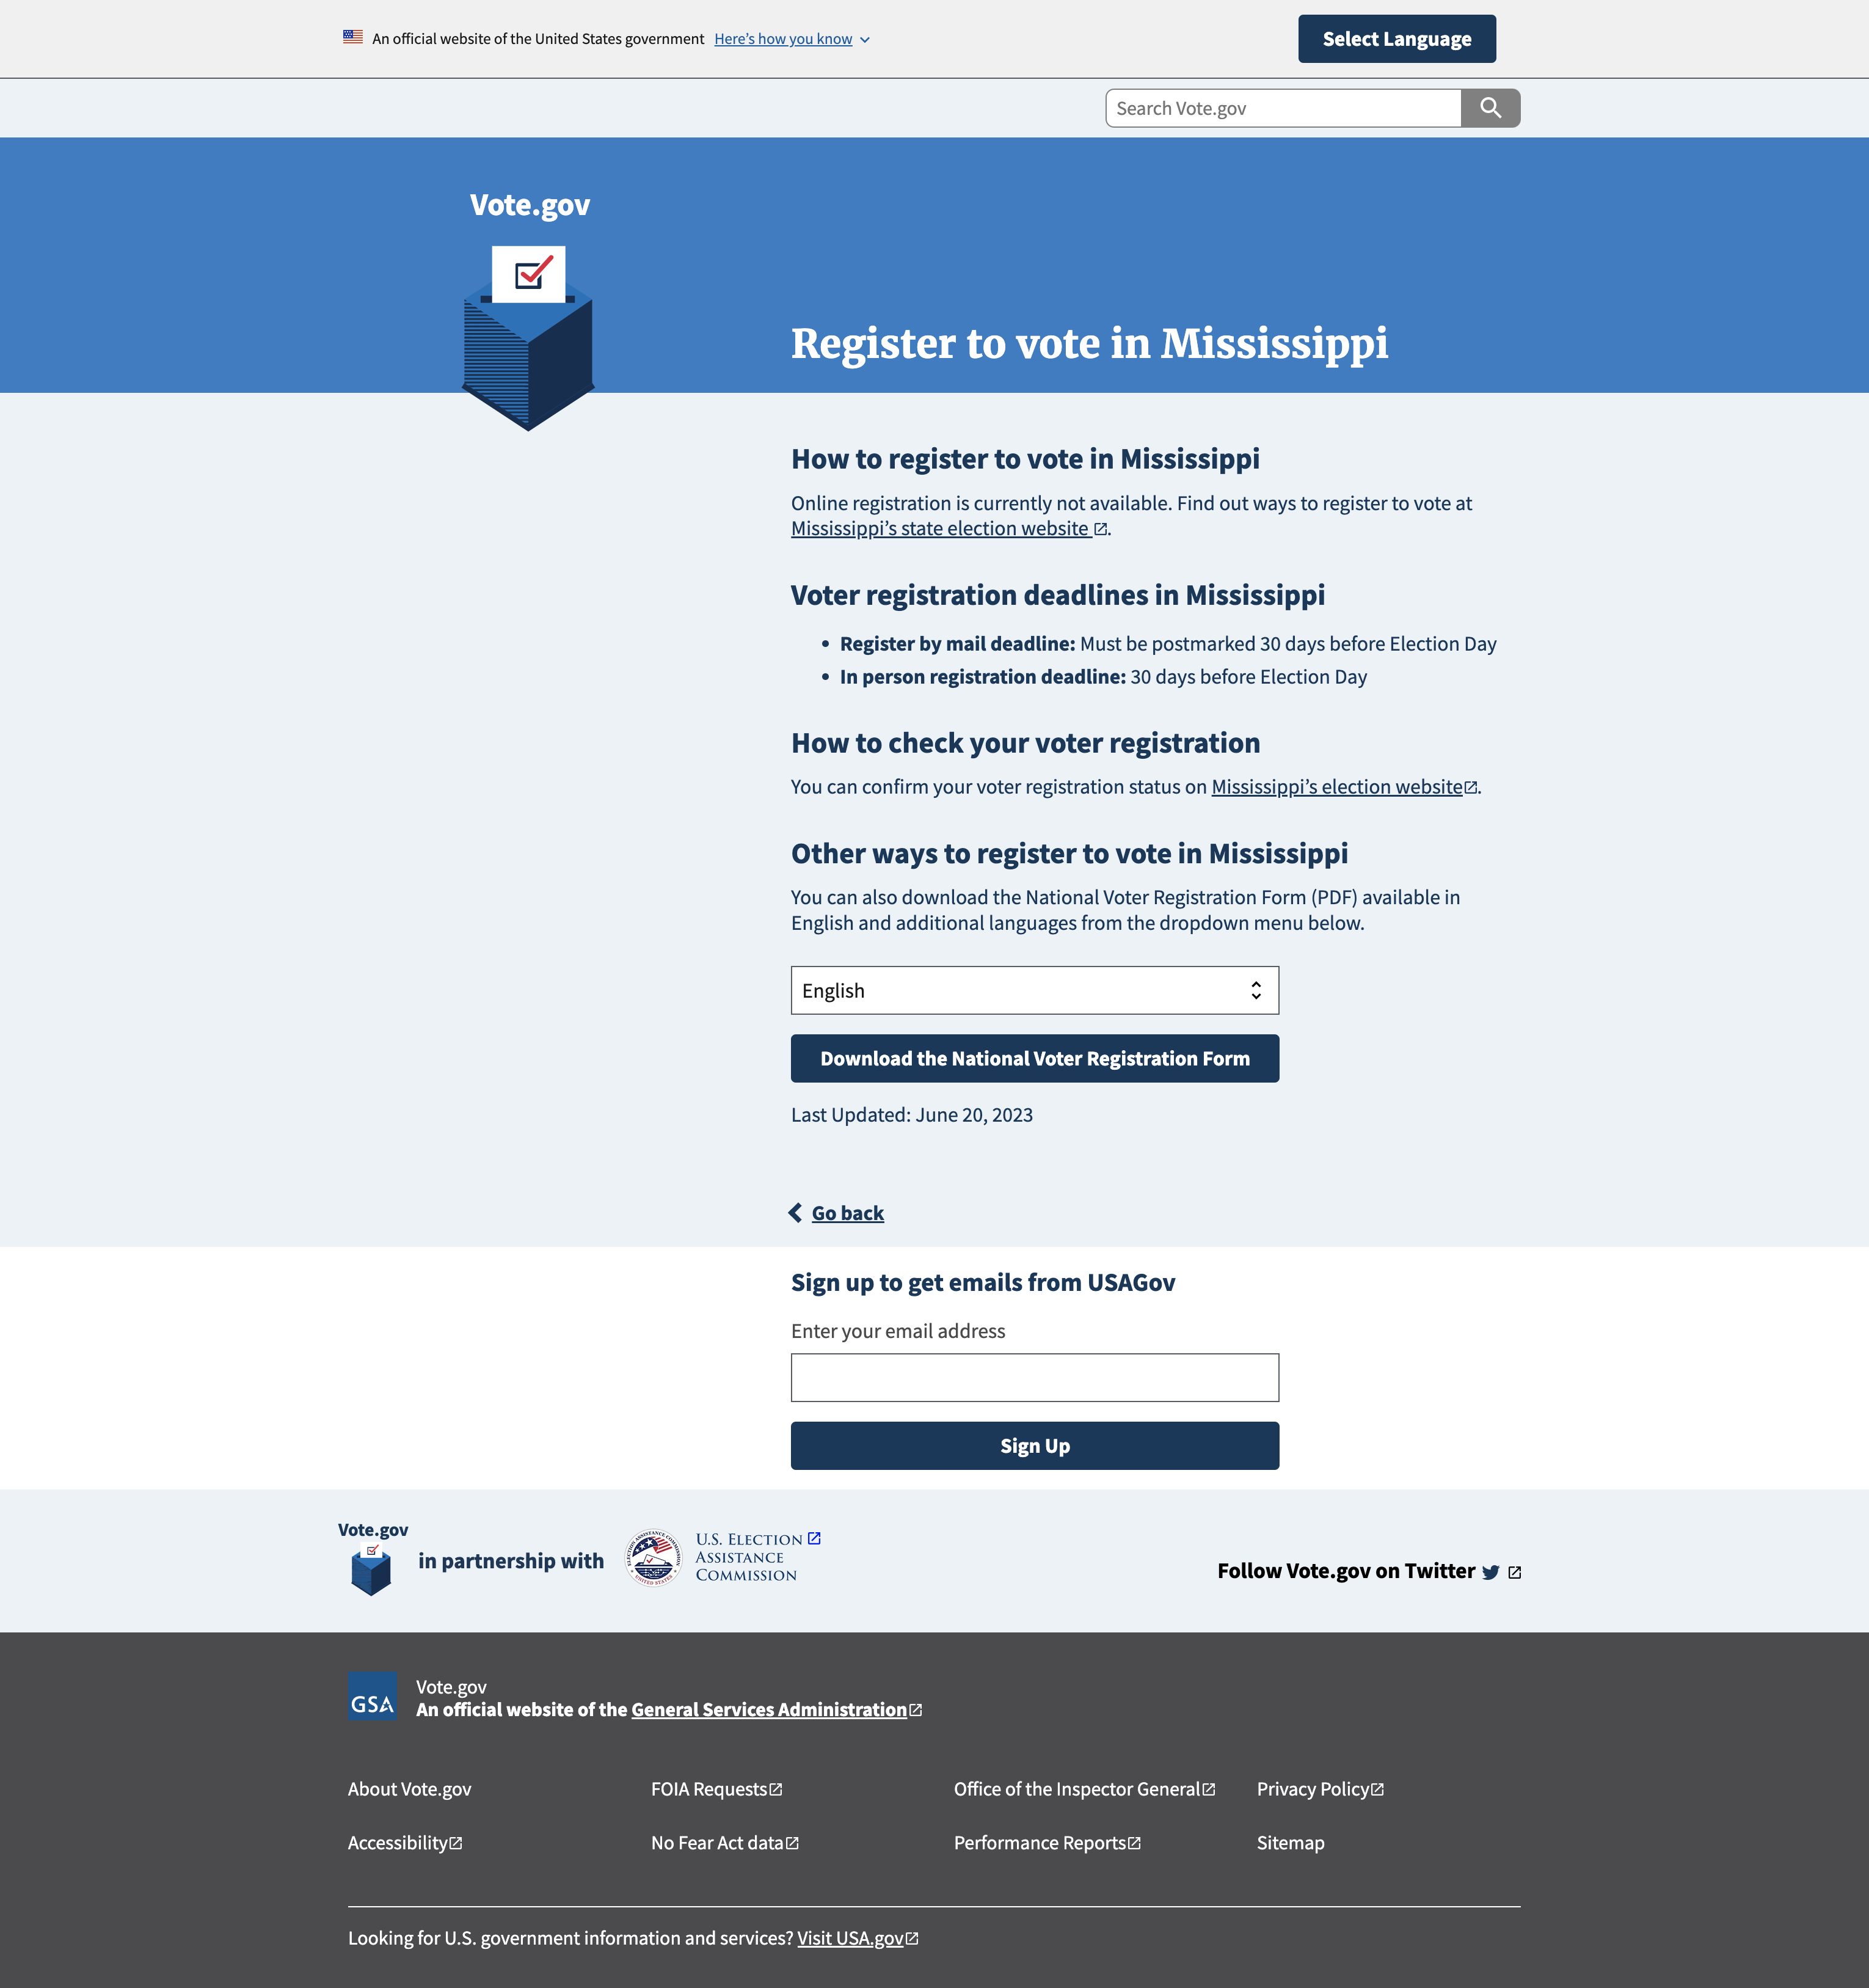 An official website of the United States government Here's how you know
Select Language
Search Vote.gov
Vote.gov
Register to vote in Mississippi
How to register to vote in Mississippi
Online registration is currently not available. Find out ways to register to vote at
Mississippi's state election website.
Voter registration deadlines in Mississippi
• Register by mail deadline: Must be postmarked 30 days before Election Day
• In person registration deadline: 30 days before Election Day
How to check your voter registration
You can confirm your voter registration status on Mississippi's election website.
Other ways to register to vote in Mississippi
You can also download the National Voter Registration Form (PDF) available in
English and additional languages from the dropdown menu below.
English
Download the National Voter Registration Form
Last Updated: June 20, 2023
Go back
Sign up to get emails from USAGov
Enter your email address
Sign Up
Vote.gov
in partnership with
ELECTION ASSISTANCE COMMISSION
UNITED STATES
U.S. ELECTION
ASSISTANCE
COMMISSION
Follow Vote.gov on Twitter
GSA
Vote.gov
An official website of the General Services Administration
About Vote.gov
FOIA Requests
Office of the Inspector General
Privacy Policy
Accessibility
No Fear Act data
Performance Reports
Sitemap
Looking for U.S. government information and services? Visit USA.gov